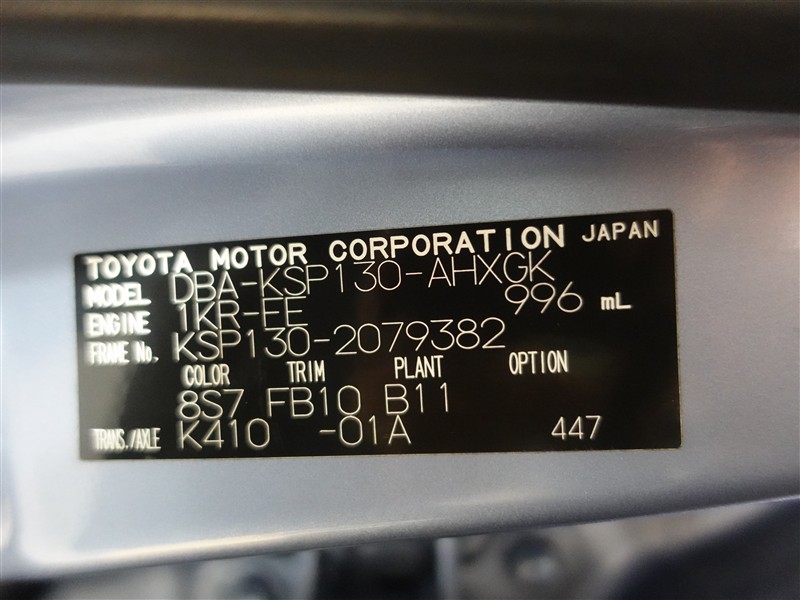 TOYOTA MOTOR CORPORATION JAPAN
MODEL DBA-KSP130-AHXGK
ENGINE 1KR-FE 996 mL
FRAME No. KSP130-2079382
COLOR TRIM PLANT OPTION
8S7 FB10 B11
TRANS./AXLE K410 -01A 447